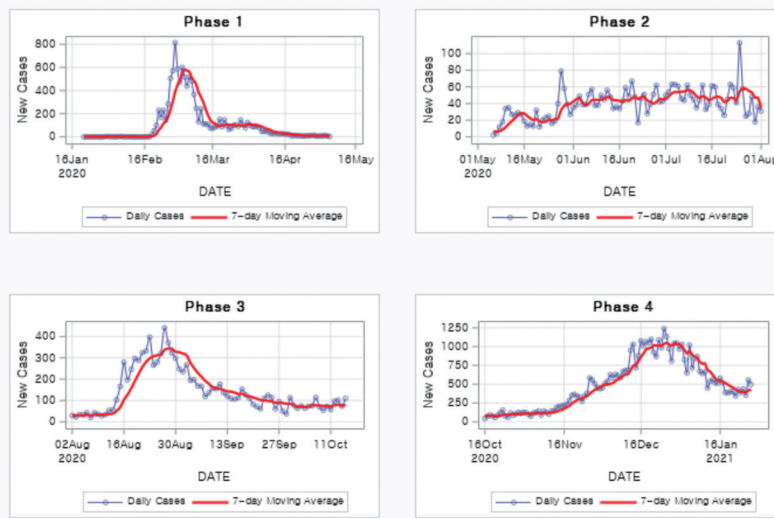 Phase 1
New Cases
800
600
400
200
0
16Jan
2020
16Feb
16Mar
16Apr
16May
DATE
Daily Cases
7-day Moving Average
Phase 2
New Cases
100
80
60
40
20
0
01May
2020
16May
01Jun
16Jun
01Jul
16Jul
01Aug
DATE
Daily Cases
7-day Moving Average
Phase 3
New Cases
400
300
200
100
0
02Aug
2020
16Aug
30Aug
13Sep
27Sep
11Oct
DATE
Daily Cases
7-day Moving Average
Phase 4
New Cases
1250
1000
750
500
250
0
16Oct
2020
16Nov
16Dec
16Jan
2021
DATE
Daily Cases
7-day Moving Average